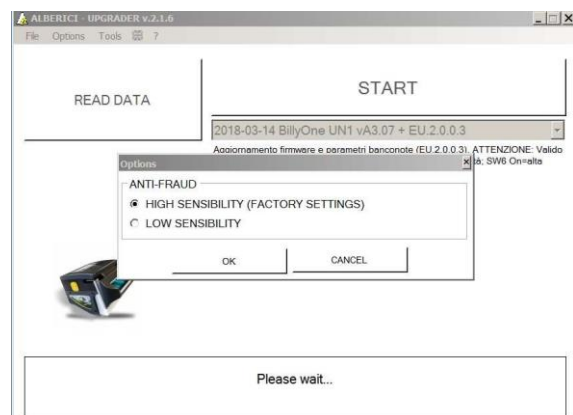 ALBERICI - UPGRADER v.2.1.6
File Options Tools ?
READ DATA
START
2018-03-14 BillyOne UN1 vA3.07 + EU.2.0.0.3
Aggiornamento firmware e parametri banconote (EU.2.0.0.3). ATTENZIONE: Valido
SW6 On=alta
Options
ANTI-FRAUD
HIGH SENSIBILITY (FACTORY SETTINGS)
LOW SENSIBILITY
OK CANCEL
Please wait...